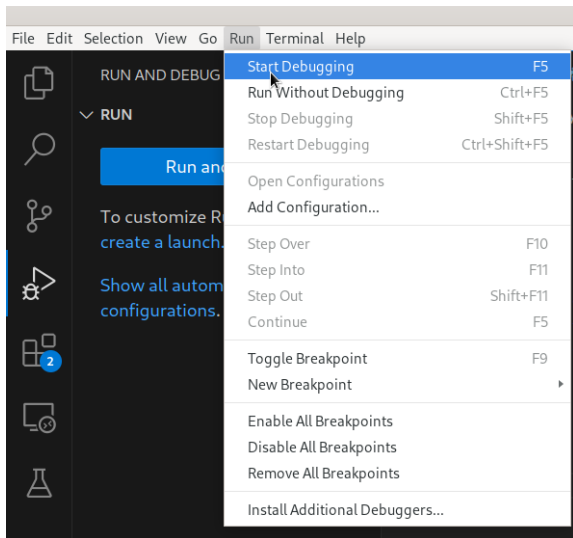 File Edit Selection View Go Run Terminal Help
RUN AND DEBUG
RUN
Run an
To customize R
create a launch.
Show all autom
configurations.
2
Start Debugging F5
Run Without Debugging Ctrl+F5
Stop Debugging Shift+F5
Restart Debugging Ctrl+Shift+F5
Open Configurations
Add Configuration...
Step Over F10
Step Into F11
Step Out Shift+F11
Continue F5
Toggle Breakpoint F9
New Breakpoint
Enable All Breakpoints
Disable All Breakpoints
Remove All Breakpoints
Install Additional Debuggers...